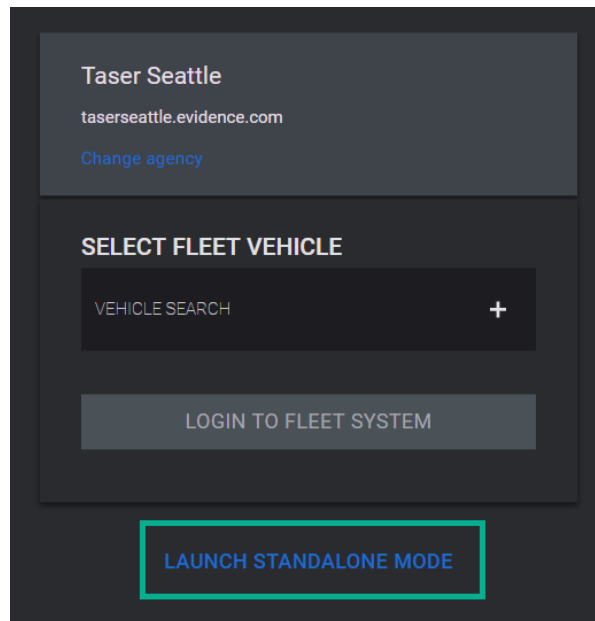 Taser Seattle
taserseattle.evidence.com
Change agency
SELECT FLEET VEHICLE
VEHICLE SEARCH +
LOGIN TO FLEET SYSTEM
LAUNCH STANDALONE MODE